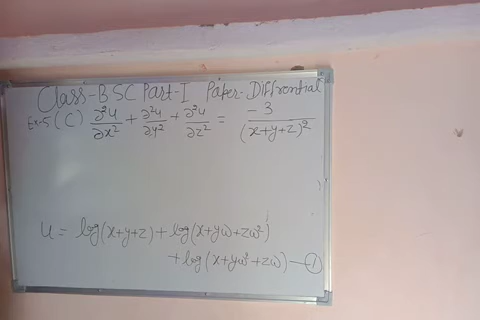 Class-BSC Part-I Paper-Diffrential
Ex-5 (C) ∂²u/∂x² + ∂²u/∂y² + ∂²u/∂z² = -3/(x+y+z)²
u = log(x+y+z) + log(x+yω+zω²)
+ log(x+yω²+zω) —①